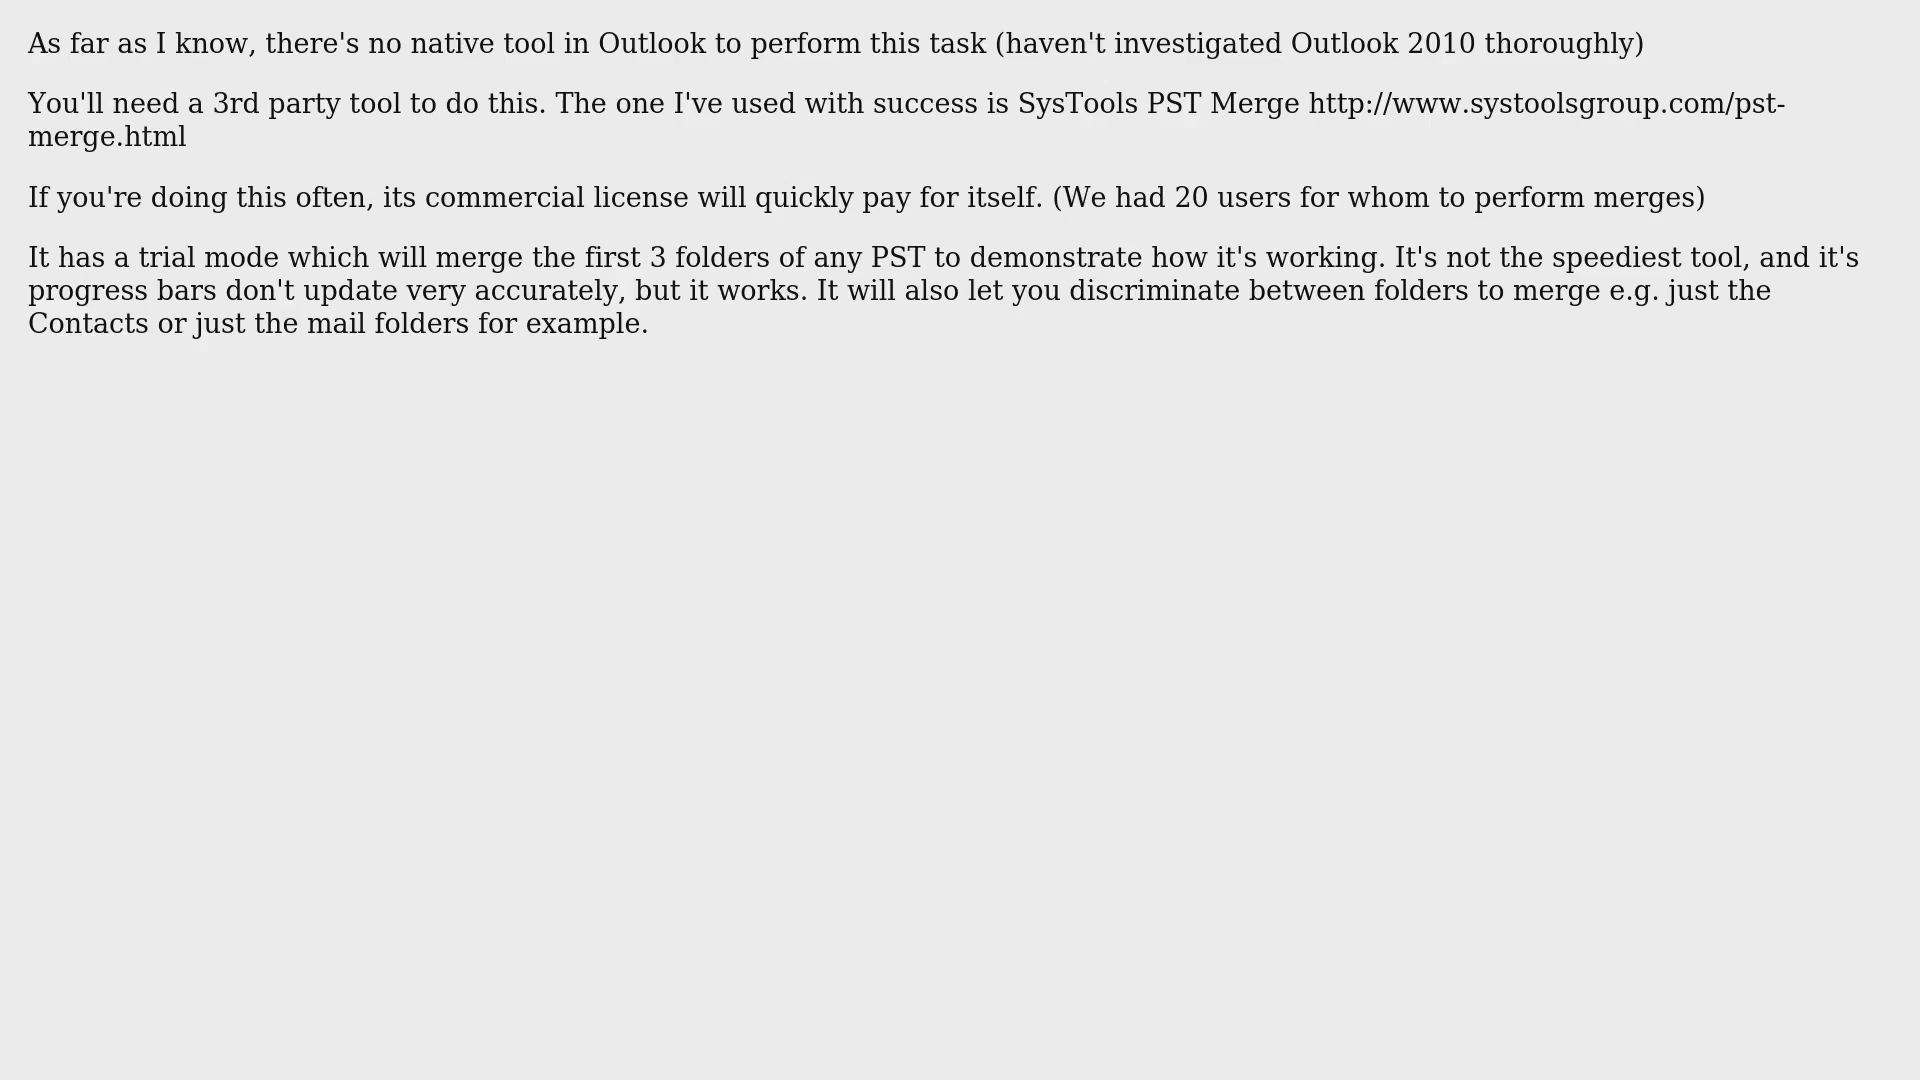 As far as I know, there's no native tool in Outlook to perform this task (haven't investigated Outlook 2010 thoroughly)
You'll need a 3rd party tool to do this. The one I've used with success is SysTools PST Merge http://www.systoolsgroup.com/pst-
merge.html
If you're doing this often, its commercial license will quickly pay for itself. (We had 20 users for whom to perform merges)
It has a trial mode which will merge the first 3 folders of any PST to demonstrate how it's working. It's not the speediest tool, and it's
progress bars don't update very accurately, but it works. It will also let you discriminate between folders to merge e.g. just the
Contacts or just the mail folders for example.